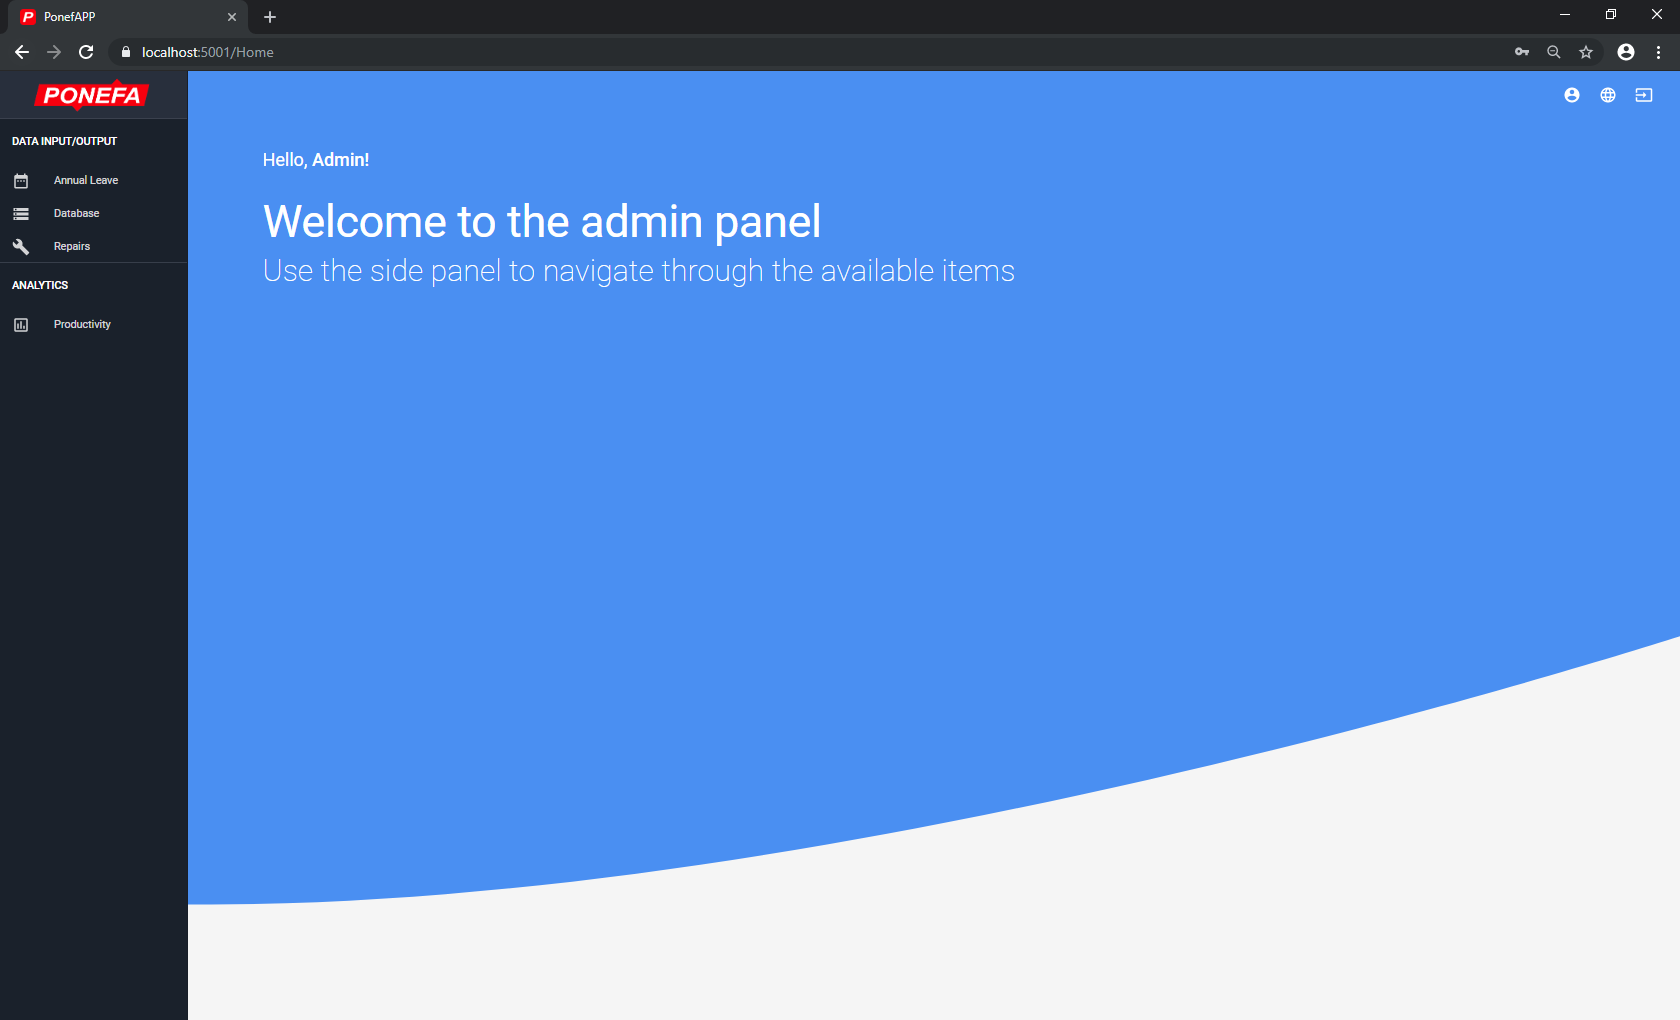 PonefAPP
localhost:5001/Home
PONEFA
DATA INPUT/OUTPUT
Annual Leave
Database
Repairs
ANALYTICS
Productivity
Hello, Admin!
Welcome to the admin panel
Use the side panel to navigate through the available items